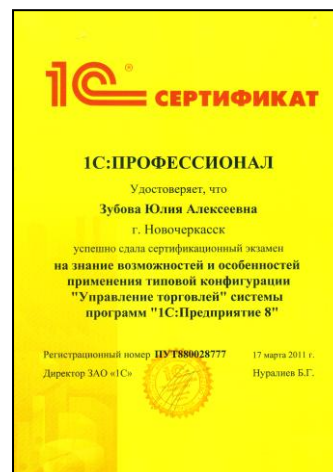 1С®
СЕРТИФИКАТ
1С:ПРОФЕССИОНАЛ
Удостоверяет, что
Зубова Юлия Алексеевна
г. Новочеркасск
успешно сдала сертификационный экзамен
на знание возможностей и особенностей
применения типовой конфигурации
"Управление торговлей" системы
программ "1С:Предприятие 8"
Регистрационный номер ПУТ880028777 17 марта 2011 г.
Директор ЗАО «1С» Нуралиев Б.Г.